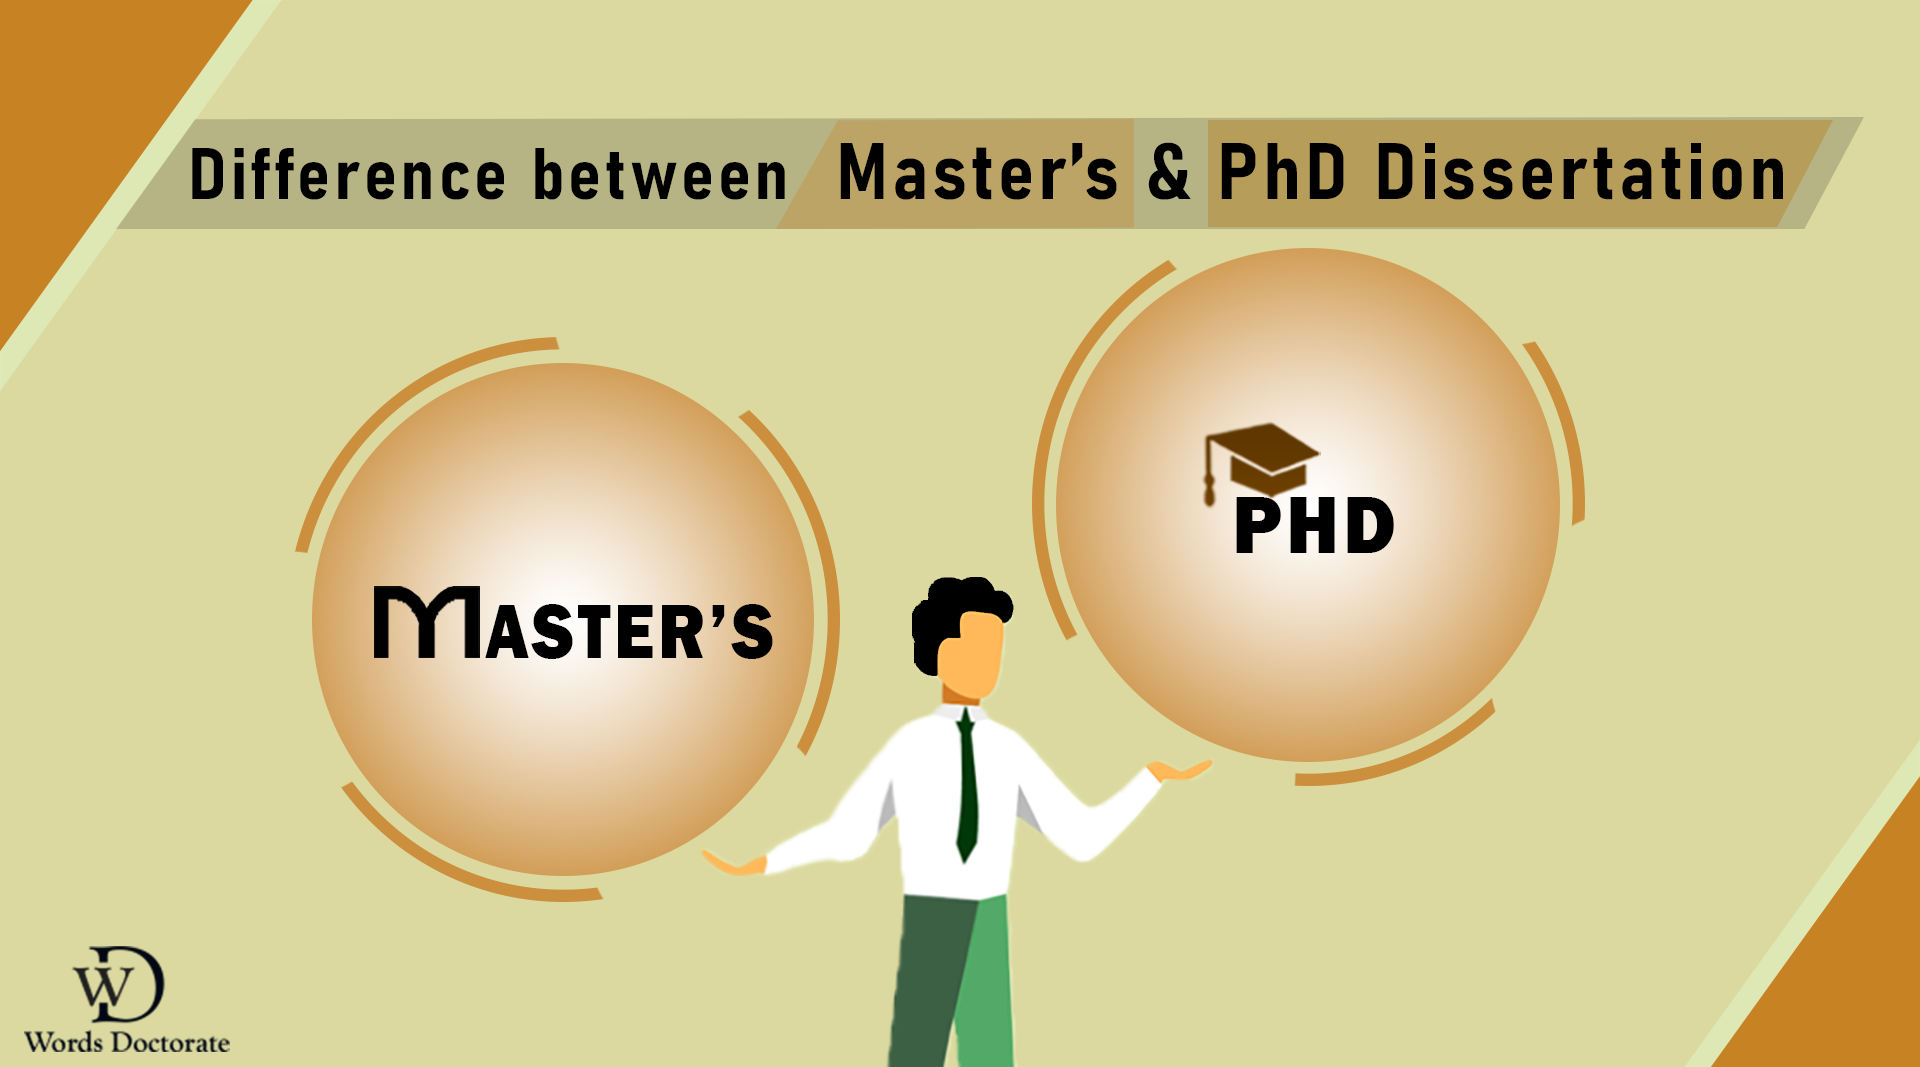 Difference between Master’s & PhD Dissertation
MASTER’S
PHD
WD
Words Doctorate